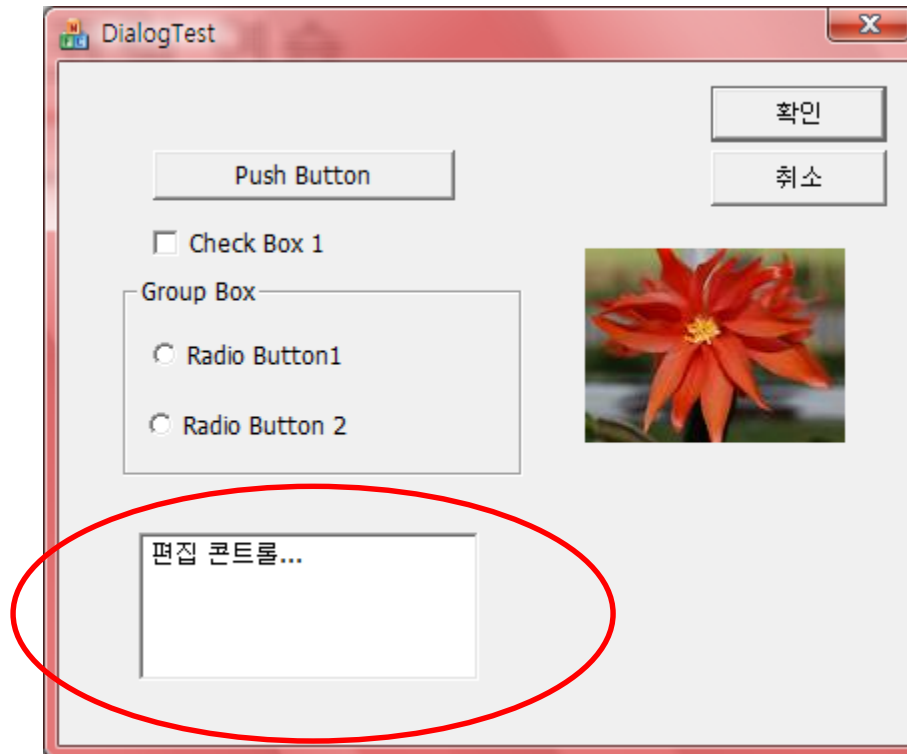 DialogTest
확인
Push Button
취소
Check Box 1
Group Box
Radio Button1
Radio Button 2
편집 콘트롤...